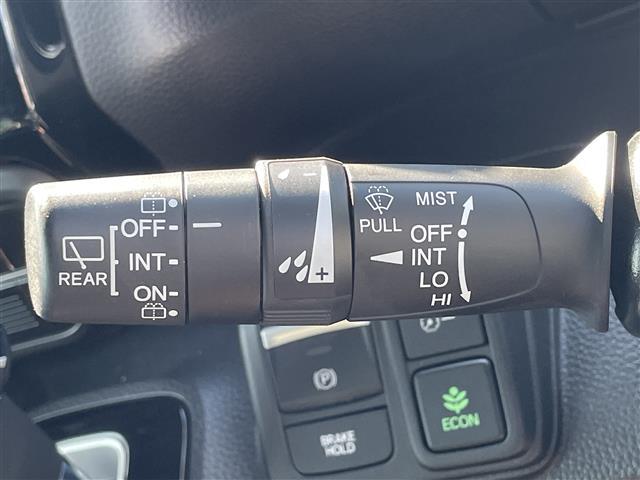 REAR
OFF
INT
ON
− +
PULL
MIST
OFF
INT
LO
HI
P
BRAKE
HOLD
A
ECON